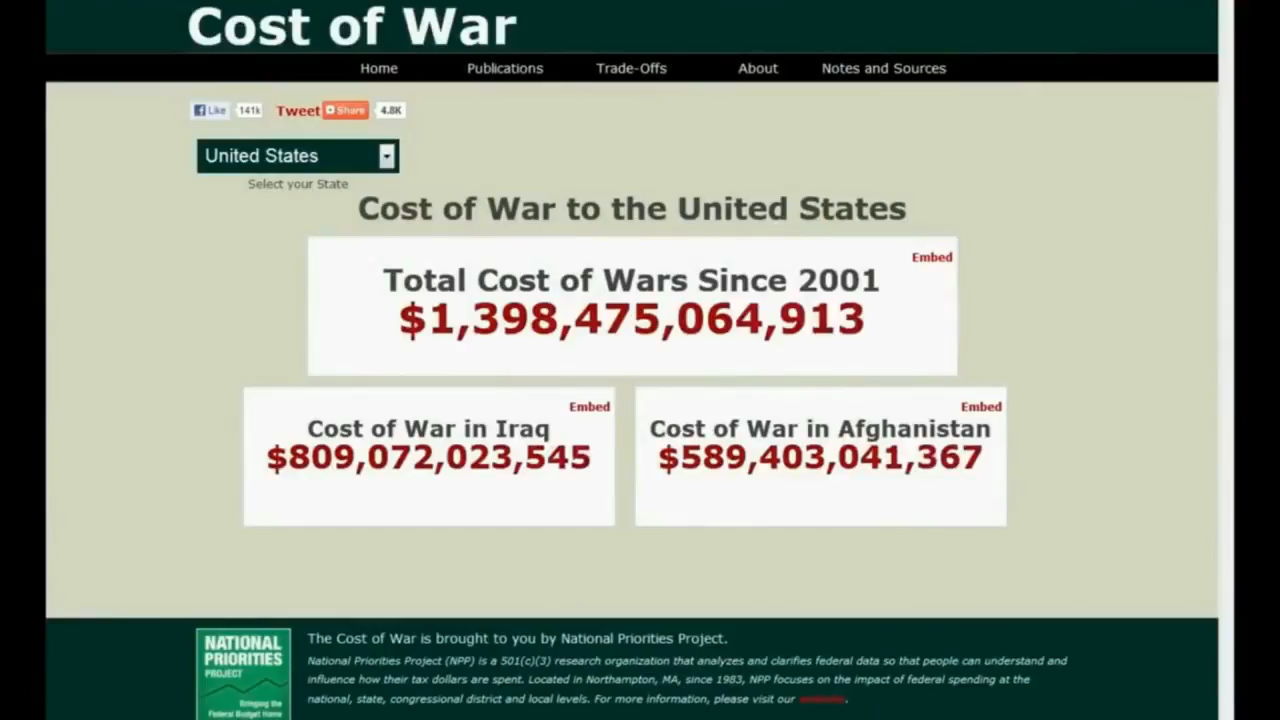 Cost of War
Home Publications Trade-Offs About Notes and Sources
Like 141k Tweet Share 4.8K
United States
Select your State
Cost of War to the United States
Embed
Total Cost of Wars Since 2001
$1,398,475,064,913
Embed
Cost of War in Iraq
$809,072,023,545
Embed
Cost of War in Afghanistan
$589,403,041,367
NATIONAL
PRIORITIES
PROJECT
Bringing the
Federal Budget Home
The Cost of War is brought to you by National Priorities Project.
National Priorities Project (NPP) is a 501(c)(3) research organization that analyzes and clarifies federal data so that people can understand and
influence how their tax dollars are spent. Located in Northampton, MA, since 1983, NPP focuses on the impact of federal spending at the
national, state, congressional district and local levels. For more information, please visit our